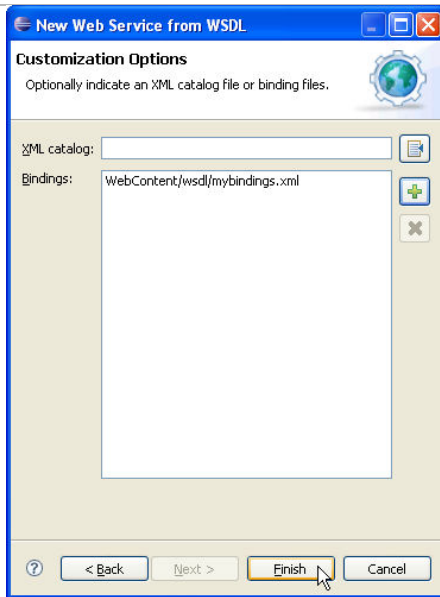 New Web Service from WSDL
Customization Options
Optionally indicate an XML catalog file or binding files.
XML catalog:
Bindings:
WebContent/wsdl/mybindings.xml
< Back
Next >
Finish
Cancel